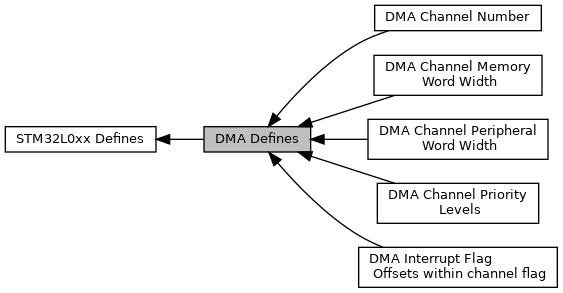 DMA Channel Number
DMA Channel Memory
Word Width
STM32L0xx Defines
DMA Defines
DMA Channel Peripheral
Word Width
DMA Channel Priority
Levels
DMA Interrupt Flag
Offsets within channel flag